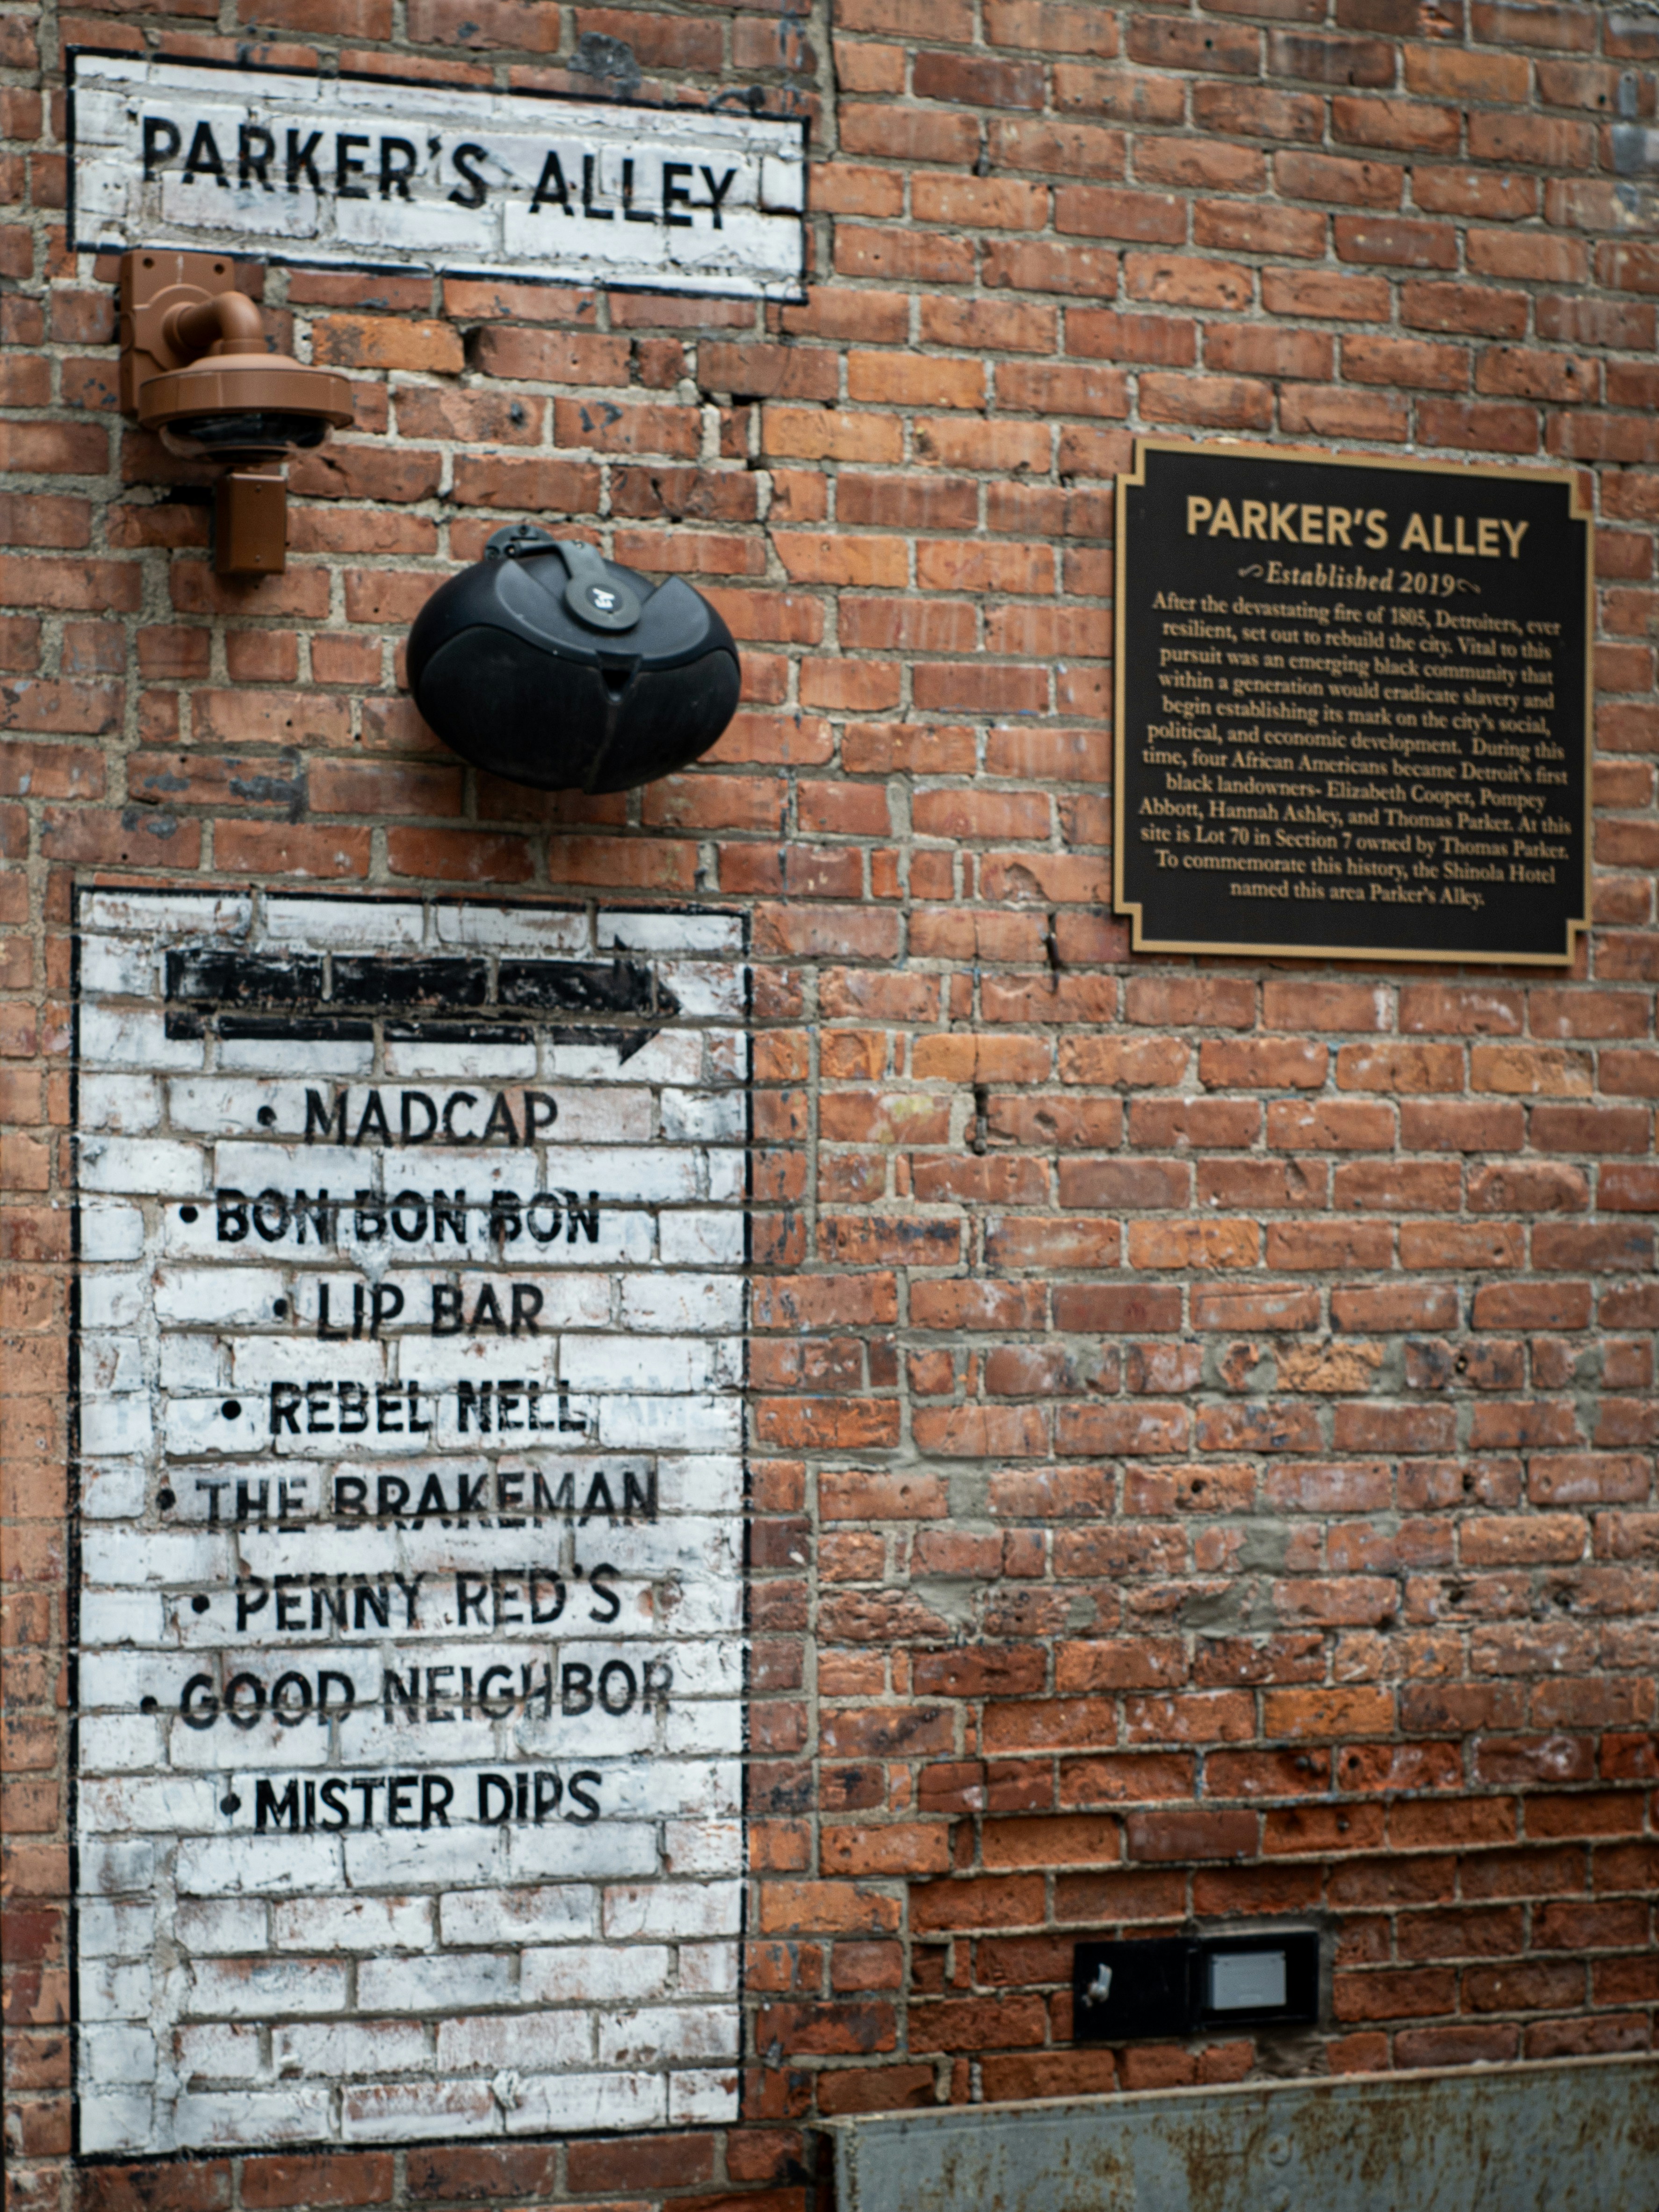 PARKER'S ALLEY
PARKER'S ALLEY
Established 2019
After the devastating fire of 1805, Detroiters, ever
resilient, set out to rebuild the city. Vital to this
pursuit was an emerging black community that
within a generation would eradicate slavery and
begin establishing its mark on the city's social,
political, and economic development. During this
time, four African Americans became Detroit's first
black landowners- Elizabeth Cooper, Pompey
Abbott, Hannah Ashley, and Thomas Parker. At this
site is Lot 70 in Section 7 owned by Thomas Parker.
To commemorate this history, the Shinola Hotel
named this area Parker's Alley.
• MADCAP
• BON BON BON
• LIP BAR
• REBEL NELL
• THE BRAKEMAN
• PENNY RED'S
• GOOD NEIGHBOR
• MISTER DIPS